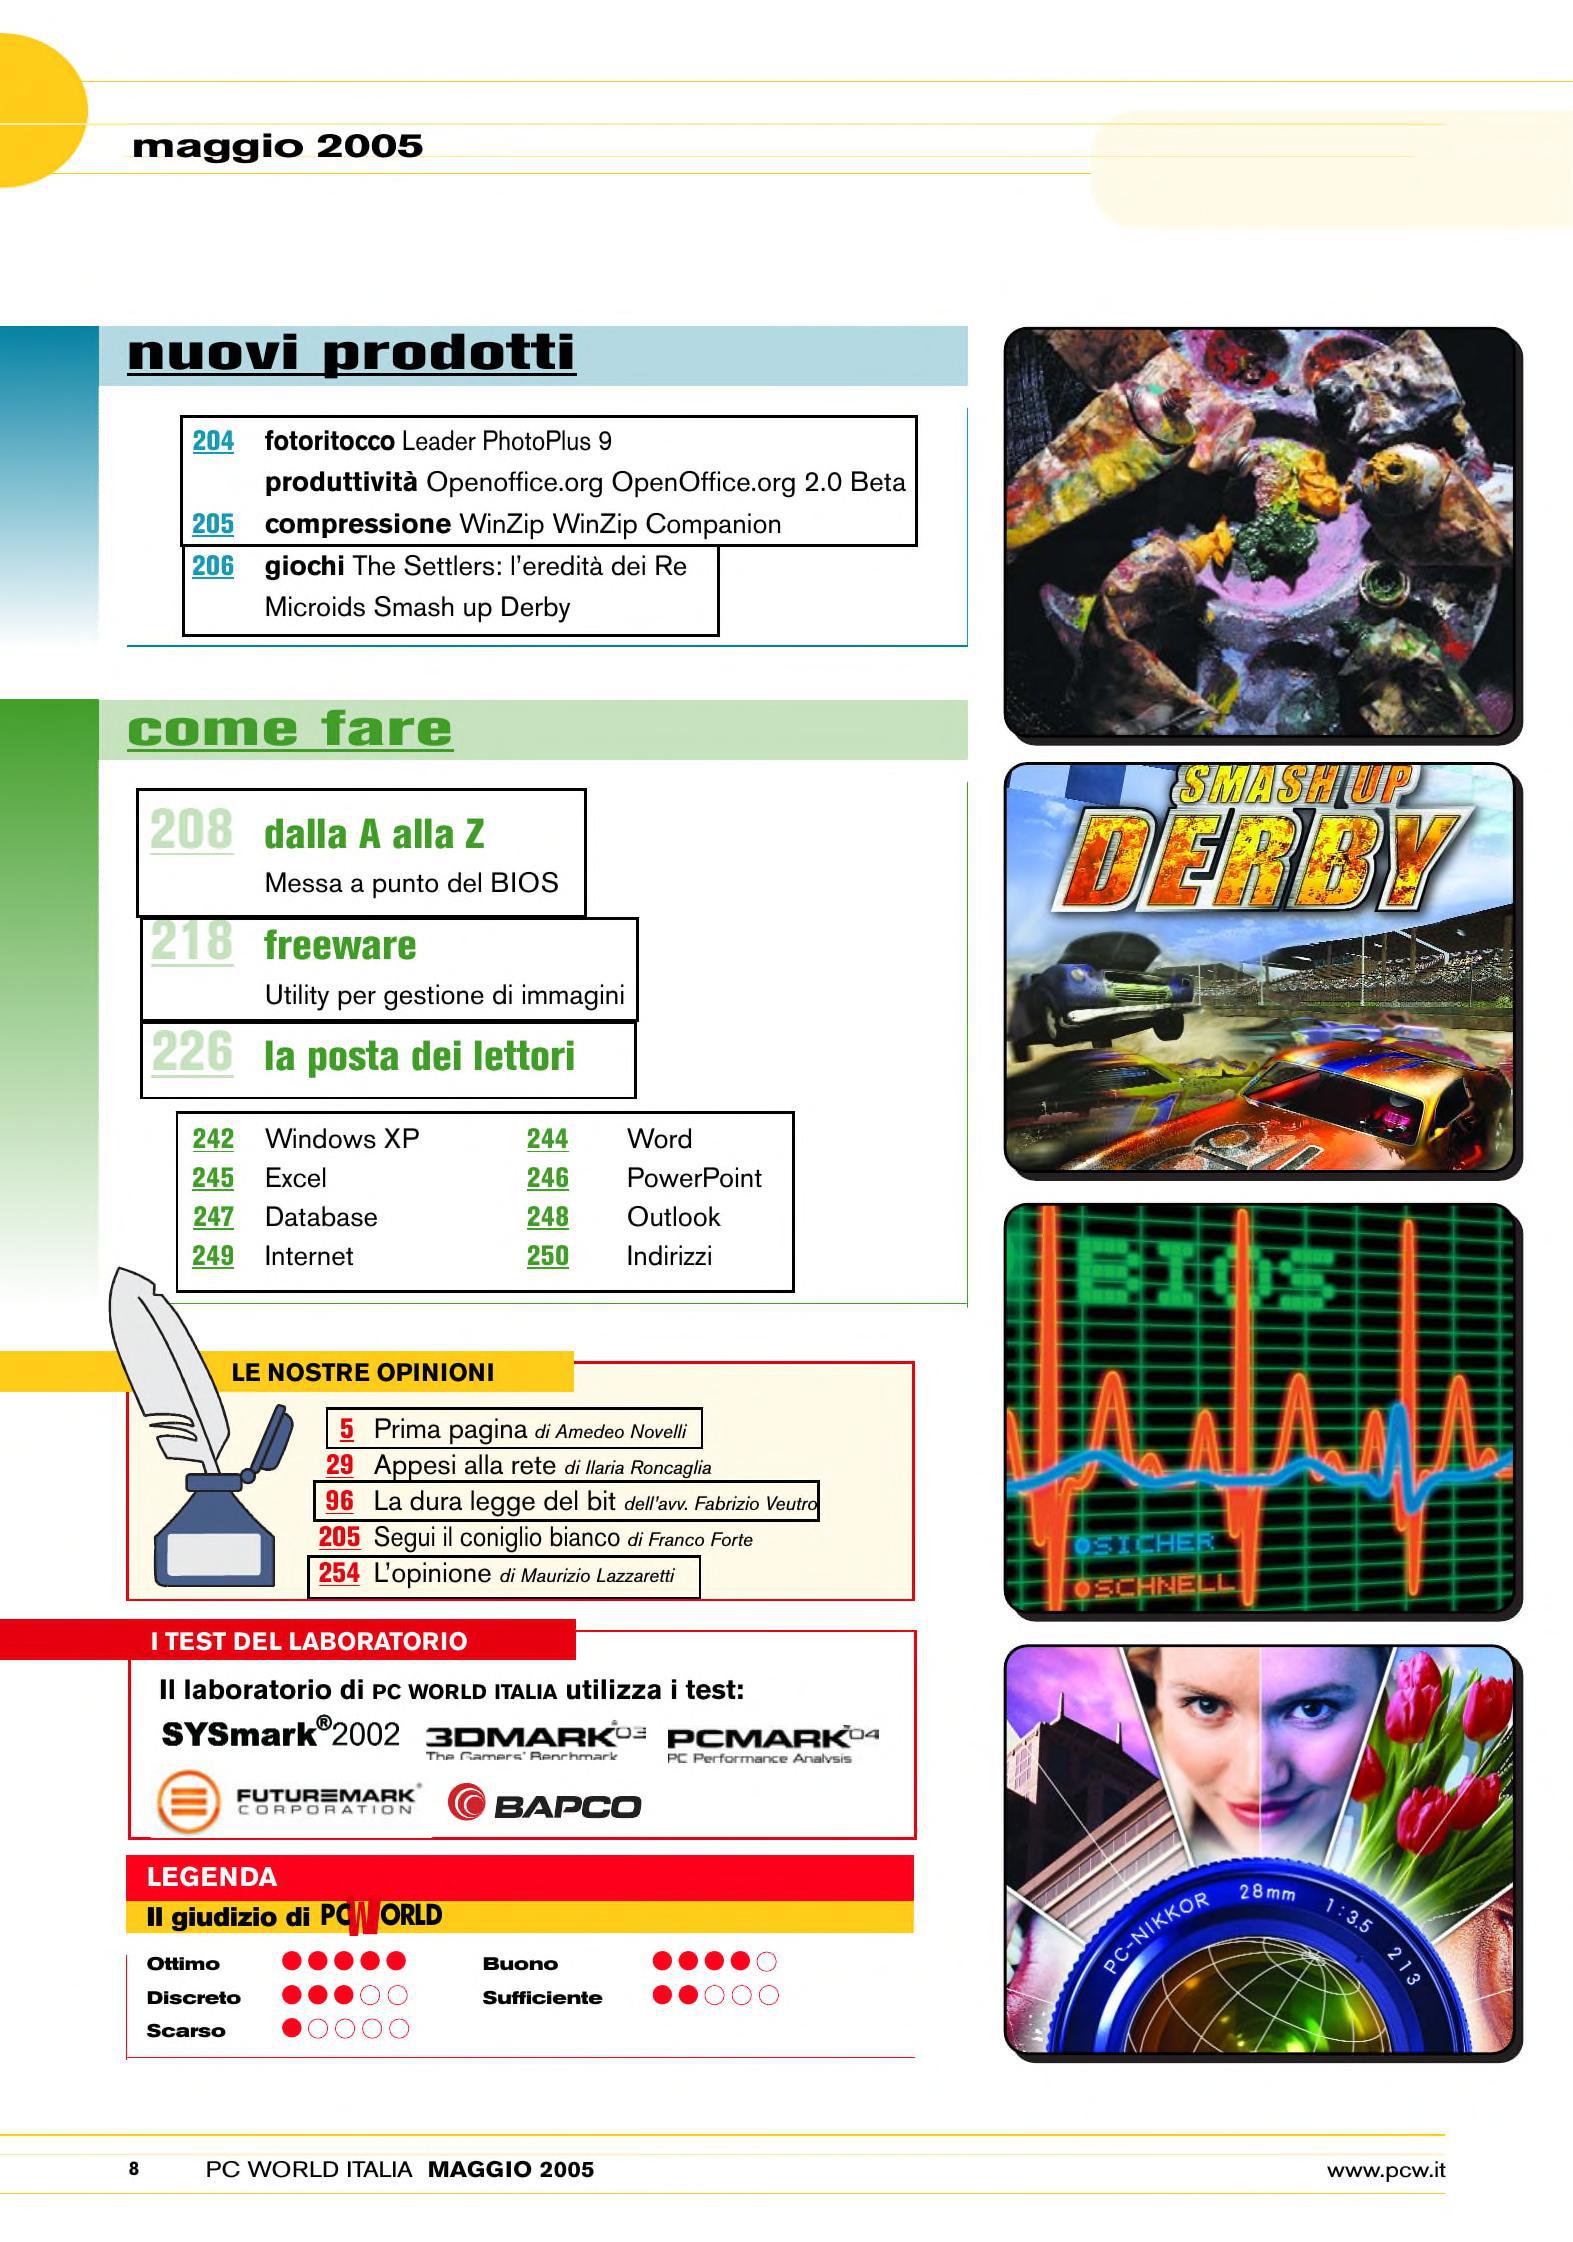 maggio 2005
nuovi prodotti
204 fotoritocco Leader PhotoPlus 9
produttività Openoffice.org OpenOffice.org 2.0 Beta
205 compressione WinZip WinZip Companion
206 giochi The Settlers: l'eredità dei Re
Microids Smash up Derby
come fare
208 dalla A alla Z
Messa a punto del BIOS
218 freeware
Utility per gestione di immagini
226 la posta dei lettori
242 Windows XP 244 Word
245 Excel 246 PowerPoint
247 Database 248 Outlook
249 Internet 250 Indirizzi
LE NOSTRE OPINIONI
5 Prima pagina di Amedeo Novelli
29 Appesi alla rete di Ilaria Roncaglia
96 La dura legge del bit dell'avv. Fabrizio Veutro
205 Segui il coniglio bianco di Franco Forte
254 L'opinione di Maurizio Lazzaretti
I TEST DEL LABORATORIO
Il laboratorio di PC WORLD ITALIA utilizza i test:
SYSmark®2002 3DMARK®03 PCMARK®04
The Gamers' Benchmark PC Performance Analysis
FUTUREMARK® BAPCO
CORPORATION
LEGENDA
Il giudizio di PCWORLD
Ottimo Buono
Discreto Sufficiente
Scarso
SMASH UP
DERBY
BIOS
SICHER
SCHNELL
PC-NIKKOR 28mm 1:3.5 213
8 PC WORLD ITALIA MAGGIO 2005 www.pcw.it